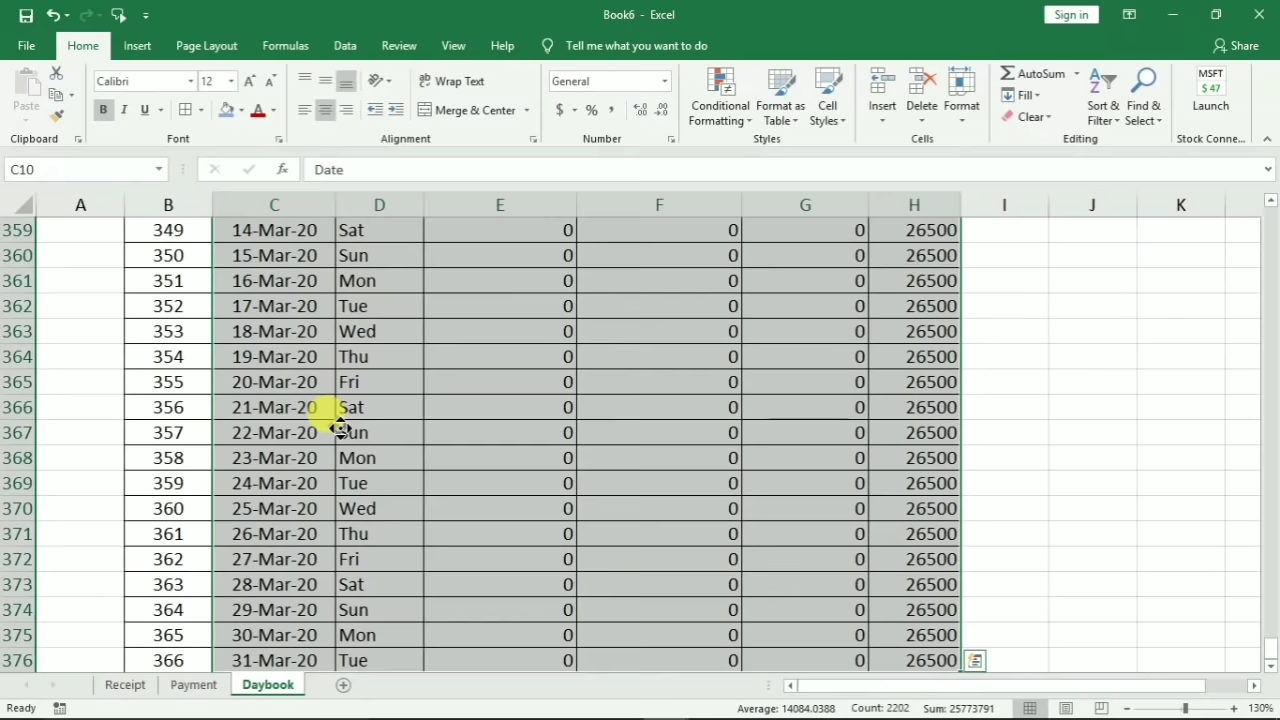 Book6 - Excel
Sign in
File Home Insert Page Layout Formulas Data Review View Help Tell me what you want to do Share
Paste
Calibri 12
B I U
Wrap Text
Merge & Center
General
$ % ,
Conditional Formatting
Format as Table
Cell Styles
Insert
Delete
Format
AutoSum
Fill
Clear
Sort & Filter
Find & Select
MSFT
$ 47
Launch
Clipboard Font Alignment Number Styles Cells Editing Stock Conne...
C10 fx Date
A B C D E F G H I J K
359 349 14-Mar-20 Sat 0 0 0 26500
360 350 15-Mar-20 Sun 0 0 0 26500
361 351 16-Mar-20 Mon 0 0 0 26500
362 352 17-Mar-20 Tue 0 0 0 26500
363 353 18-Mar-20 Wed 0 0 0 26500
364 354 19-Mar-20 Thu 0 0 0 26500
365 355 20-Mar-20 Fri 0 0 0 26500
366 356 21-Mar-20 Sat 0 0 0 26500
367 357 22-Mar-20 Sun 0 0 0 26500
368 358 23-Mar-20 Mon 0 0 0 26500
369 359 24-Mar-20 Tue 0 0 0 26500
370 360 25-Mar-20 Wed 0 0 0 26500
371 361 26-Mar-20 Thu 0 0 0 26500
372 362 27-Mar-20 Fri 0 0 0 26500
373 363 28-Mar-20 Sat 0 0 0 26500
374 364 29-Mar-20 Sun 0 0 0 26500
375 365 30-Mar-20 Mon 0 0 0 26500
376 366 31-Mar-20 Tue 0 0 0 26500
Receipt Payment Daybook
Ready Average: 14084.0388 Count: 2202 Sum: 25773791 130%